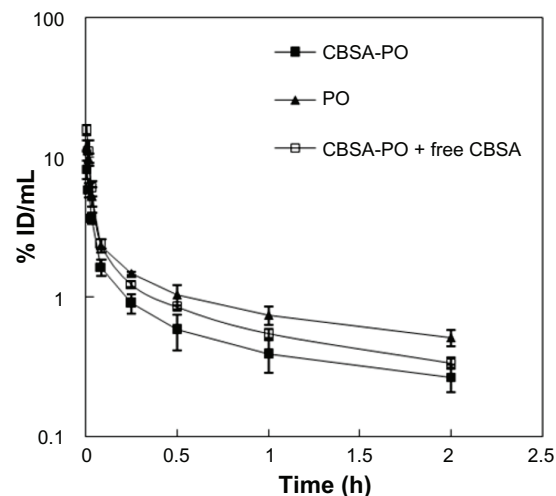 100
10
1
0.1
% ID/mL
CBSA-PO
PO
CBSA-PO + free CBSA
0 0.5 1 1.5 2 2.5
Time (h)